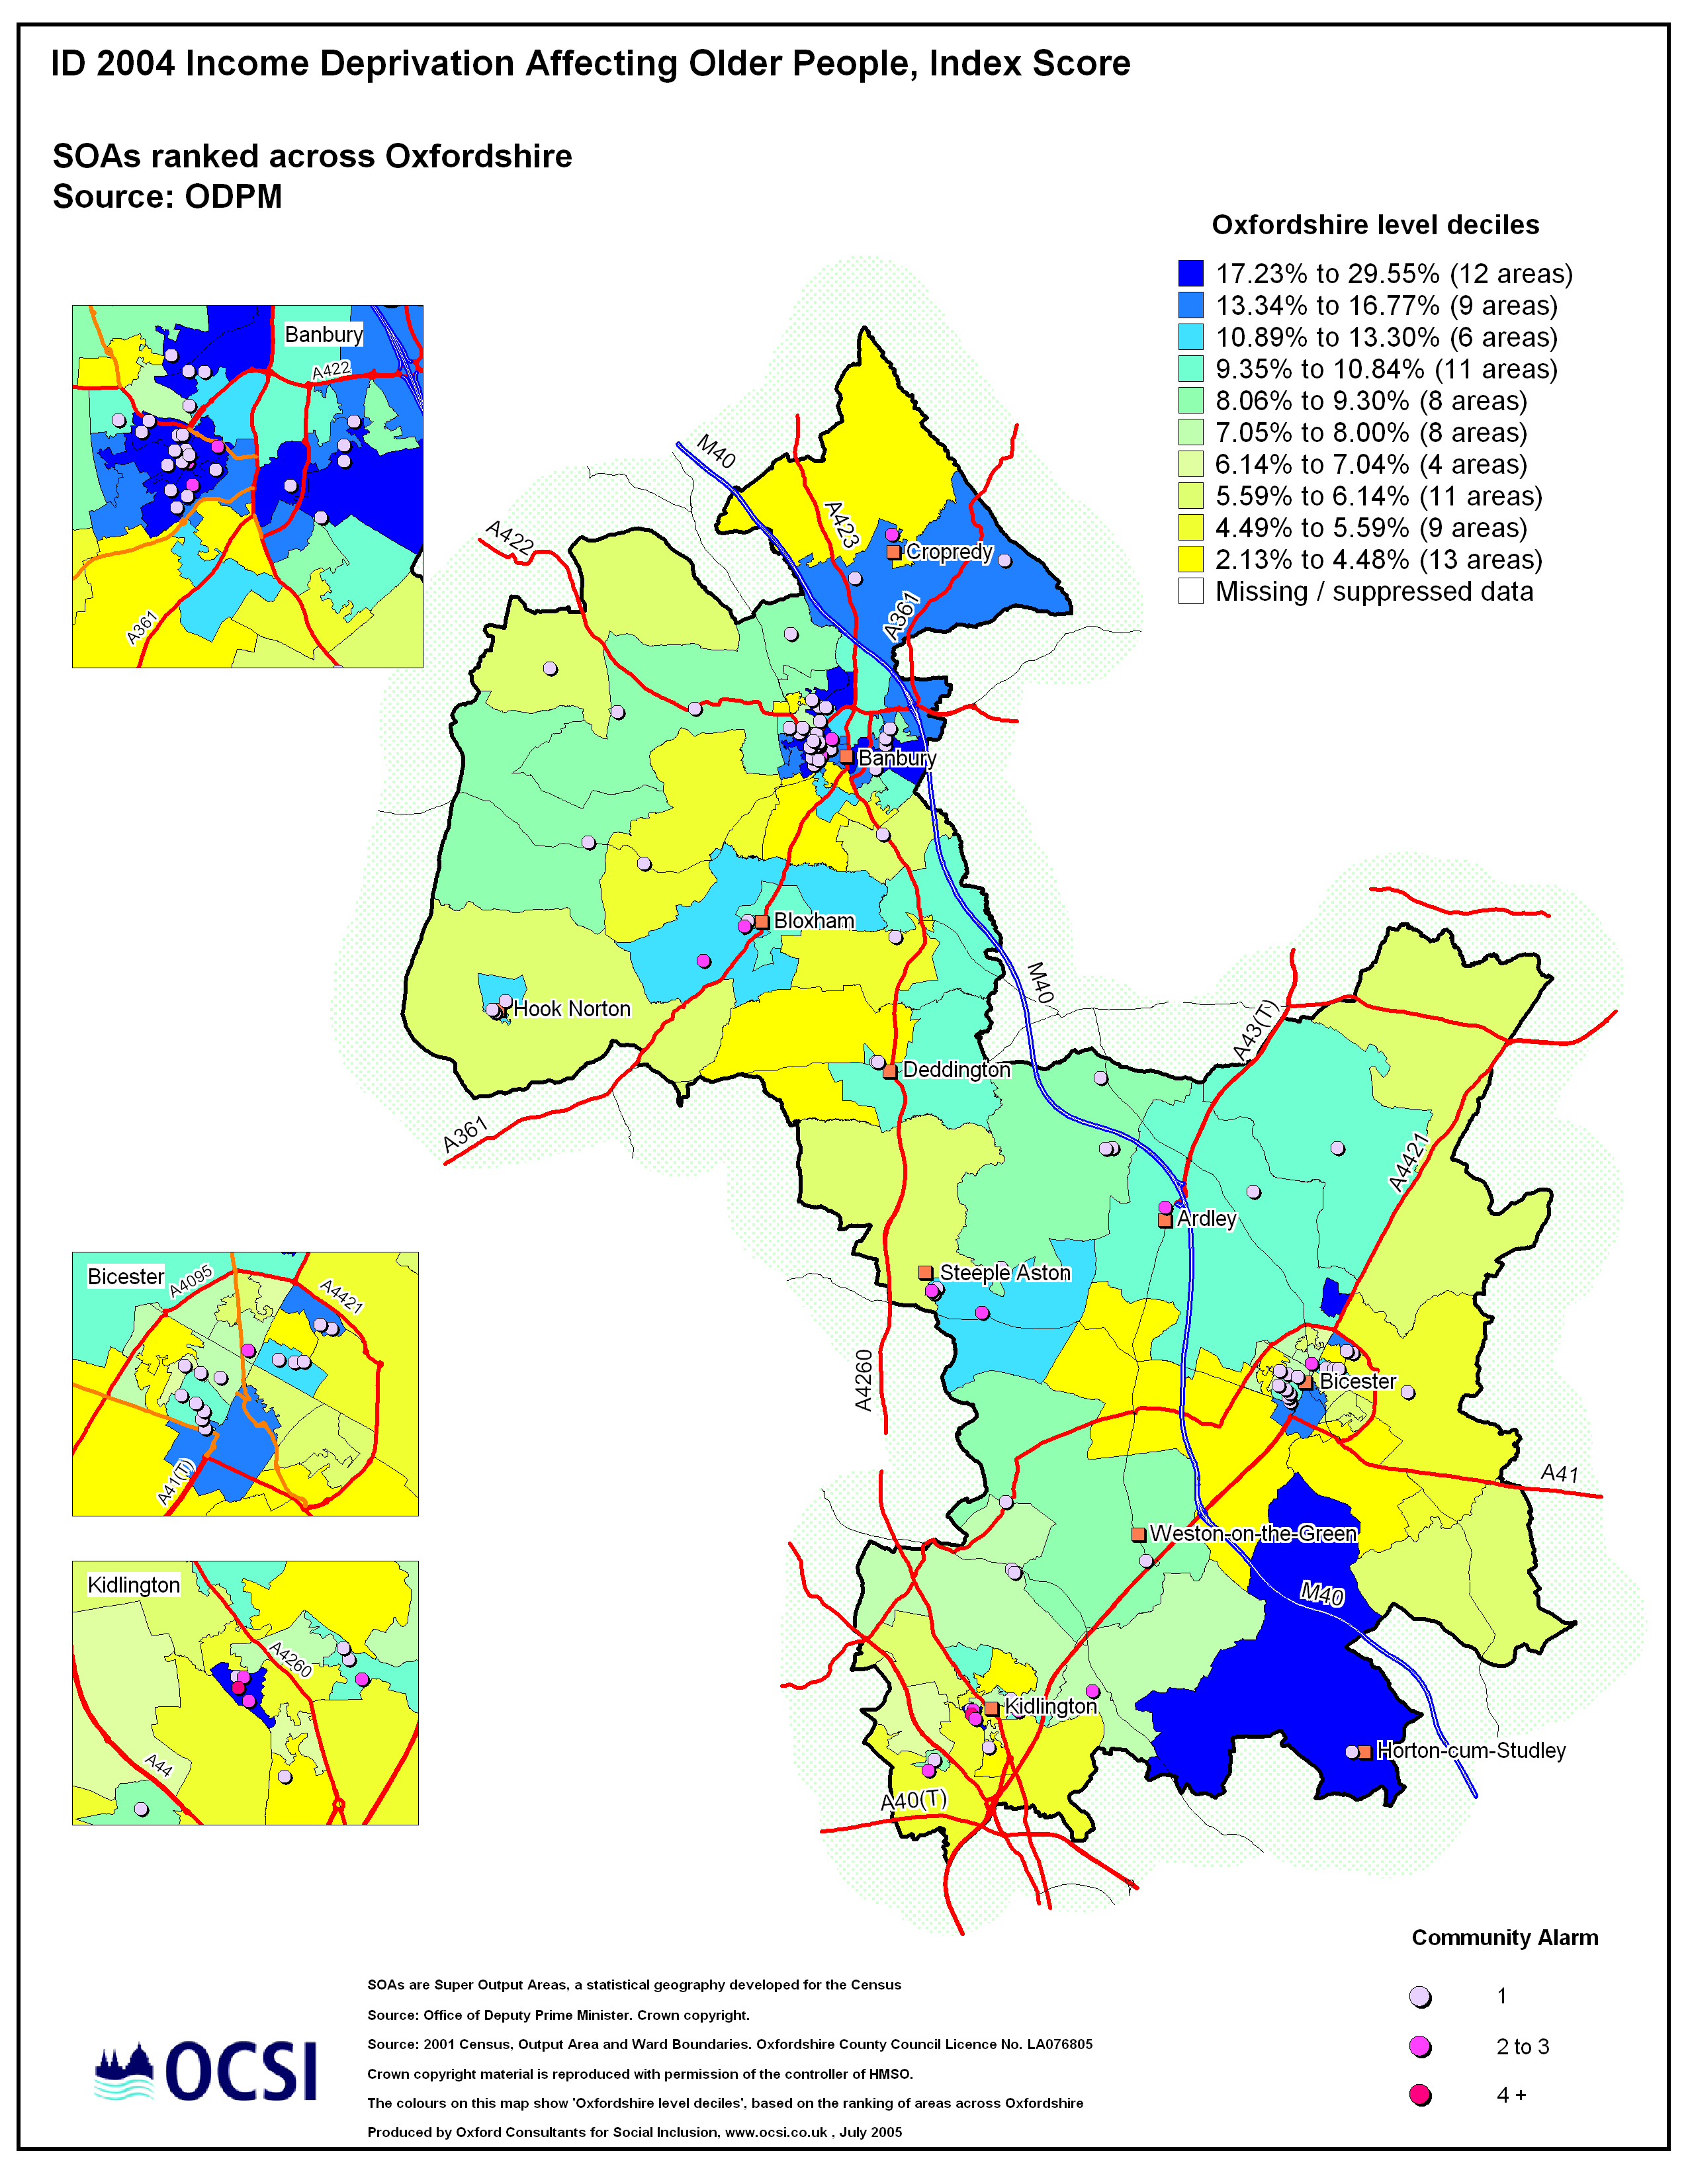 ID 2004 Income Deprivation Affecting Older People, Index Score
SOAs ranked across Oxfordshire
Source: ODPM
Oxfordshire level deciles
17.23% to 29.55% (12 areas)
13.34% to 16.77% (9 areas)
10.89% to 13.30% (6 areas)
9.35% to 10.84% (11 areas)
8.06% to 9.30% (8 areas)
7.05% to 8.00% (8 areas)
6.14% to 7.04% (4 areas)
5.59% to 6.14% (11 areas)
4.49% to 5.59% (9 areas)
2.13% to 4.48% (13 areas)
Missing / suppressed data
Banbury
A422
A361
M40
A423
A422
Cropredy
A361
Banbury
Bloxham
Hook Norton
M40
A43(T)
Deddington
A361
A4421
Ardley
Steeple Aston
A4260
Bicester
A41
Weston-on-the-Green
M40
Kidlington
Horton-cum-Studley
A40(T)
Bicester
A4095
A4421
A41(T)
Kidlington
A4260
A44
Community Alarm
1
2 to 3
4 +
SOAs are Super Output Areas, a statistical geography developed for the Census
Source: Office of Deputy Prime Minister. Crown copyright.
Source: 2001 Census, Output Area and Ward Boundaries. Oxfordshire County Council Licence No. LA076805
Crown copyright material is reproduced with permission of the controller of HMSO.
The colours on this map show 'Oxfordshire level deciles', based on the ranking of areas across Oxfordshire
Produced by Oxford Consultants for Social Inclusion, www.ocsi.co.uk , July 2005
OCSI